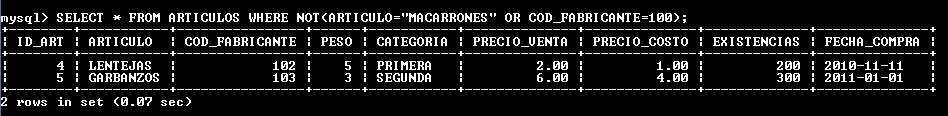 mysql> SELECT * FROM ARTICULOS WHERE NOT(ARTICULO="MACARRONES" OR COD_FABRICANTE=100);
+--------+-----------+----------------+------+-----------+--------------+--------------+-------------+--------------+
| ID_ART | ARTICULO | COD_FABRICANTE | PESO | CATEGORIA | PRECIO_VENTA | PRECIO_COSTO | EXISTENCIAS | FECHA_COMPRA |
+--------+-----------+----------------+------+-----------+--------------+--------------+-------------+--------------+
| 4 | LENTEJAS | 102 | 5 | PRIMERA | 2.00 | 1.00 | 200 | 2010-11-11 |
| 5 | GARBANZOS | 103 | 3 | SEGUNDA | 6.00 | 4.00 | 300 | 2011-01-01 |
+--------+-----------+----------------+------+-----------+--------------+--------------+-------------+--------------+
2 rows in set (0.07 sec)